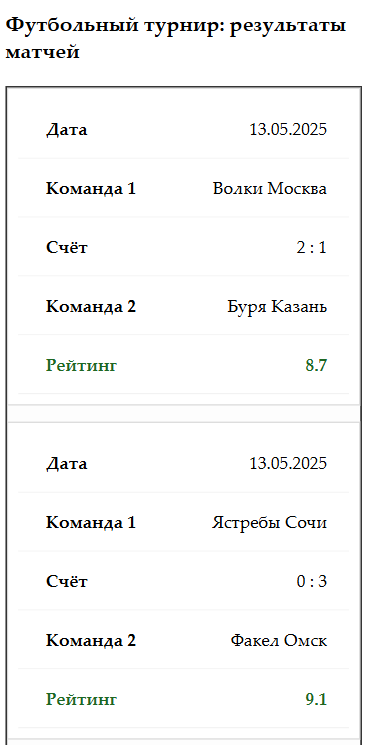 Футбольный турнир: результаты
матчей
Дата 13.05.2025
Команда 1 Волки Москва
Счёт 2 : 1
Команда 2 Буря Казань
Рейтинг 8.7
Дата 13.05.2025
Команда 1 Ястребы Сочи
Счёт 0 : 3
Команда 2 Факел Омск
Рейтинг 9.1